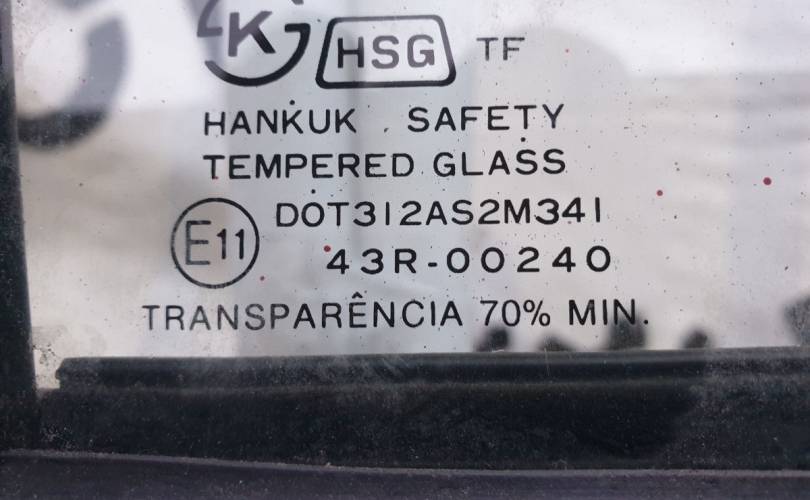 K HSG TF
HANKUK SAFETY
TEMPERED GLASS
E11 DOT312AS2M341
43R-00240
TRANSPARÊNCIA 70% MIN.